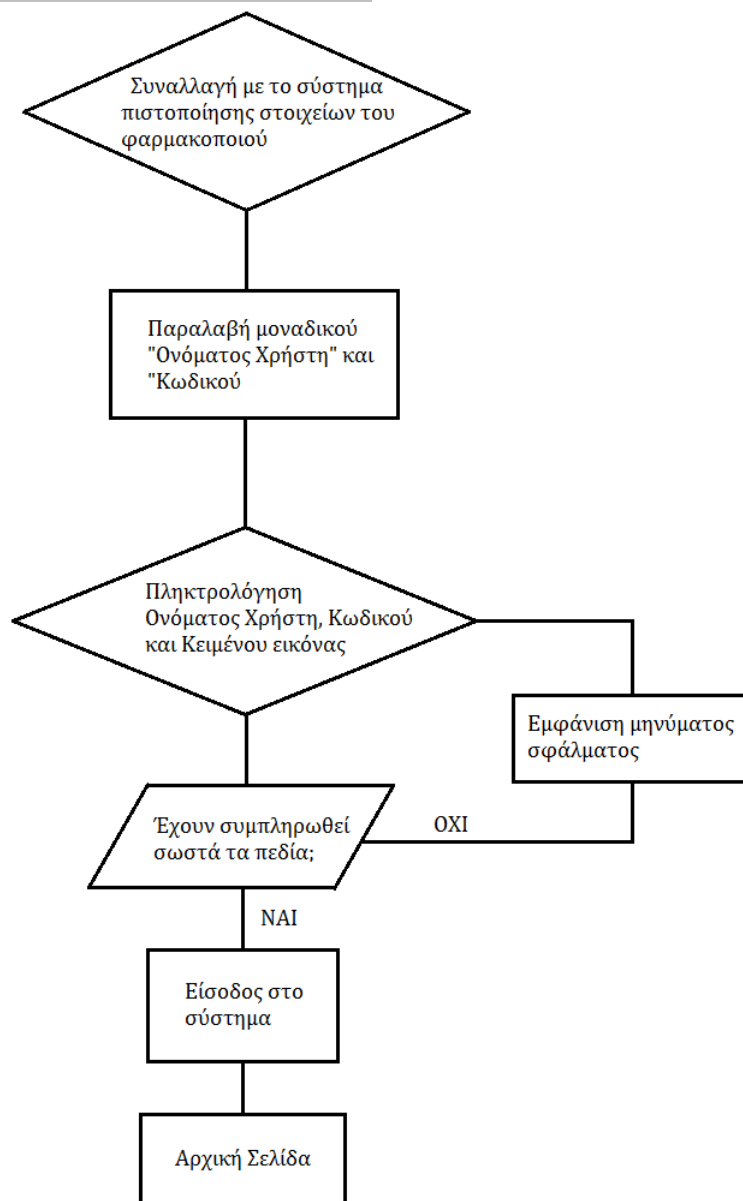 Συναλλαγή με το σύστημα
πιστοποίησης στοιχείων του
φαρμακοποιού
Παραλαβή μοναδικού
"Ονόματος Χρήστη" και
"Κωδικού
Πληκτρολόγηση
Ονόματος Χρήστη, Κωδικού
και Κειμένου εικόνας
Εμφάνιση μηνύματος
σφάλματος
Έχουν συμπληρωθεί
σωστά τα πεδία;
ΟΧΙ
ΝΑΙ
Είσοδος στο
σύστημα
Αρχική Σελίδα